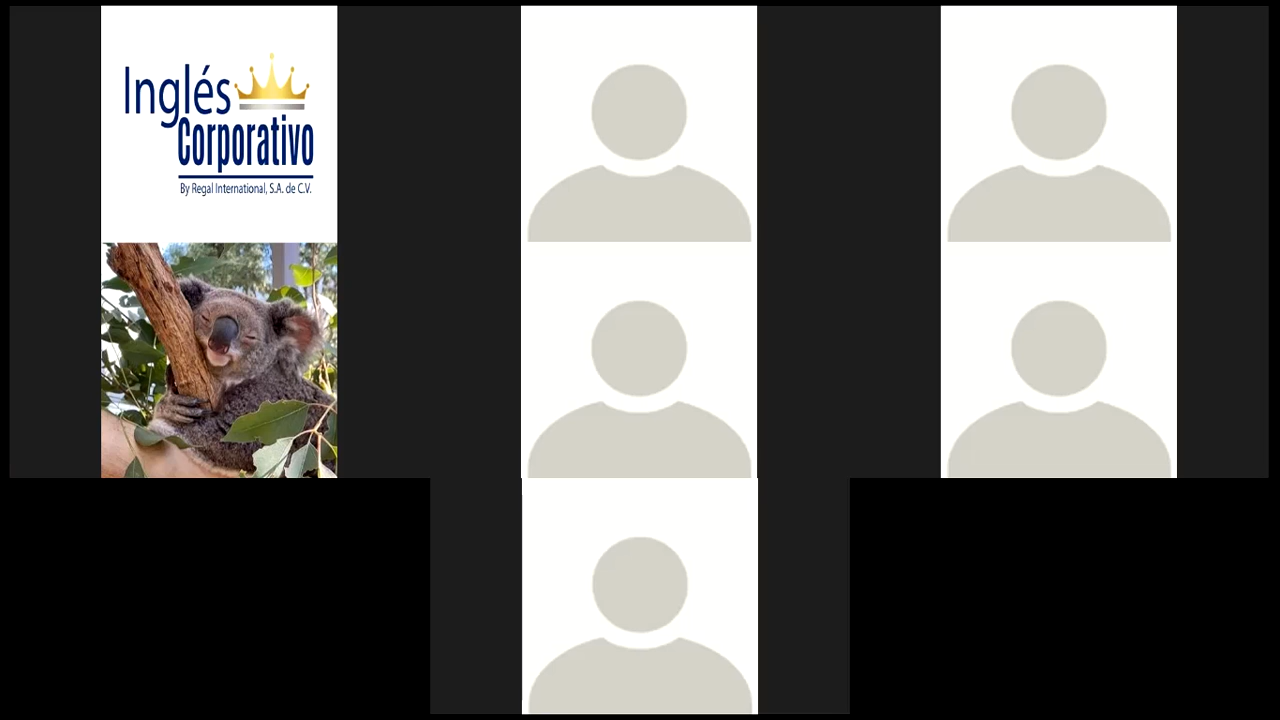 Inglés
Corporativo
By Regal International, S.A. de C.V.